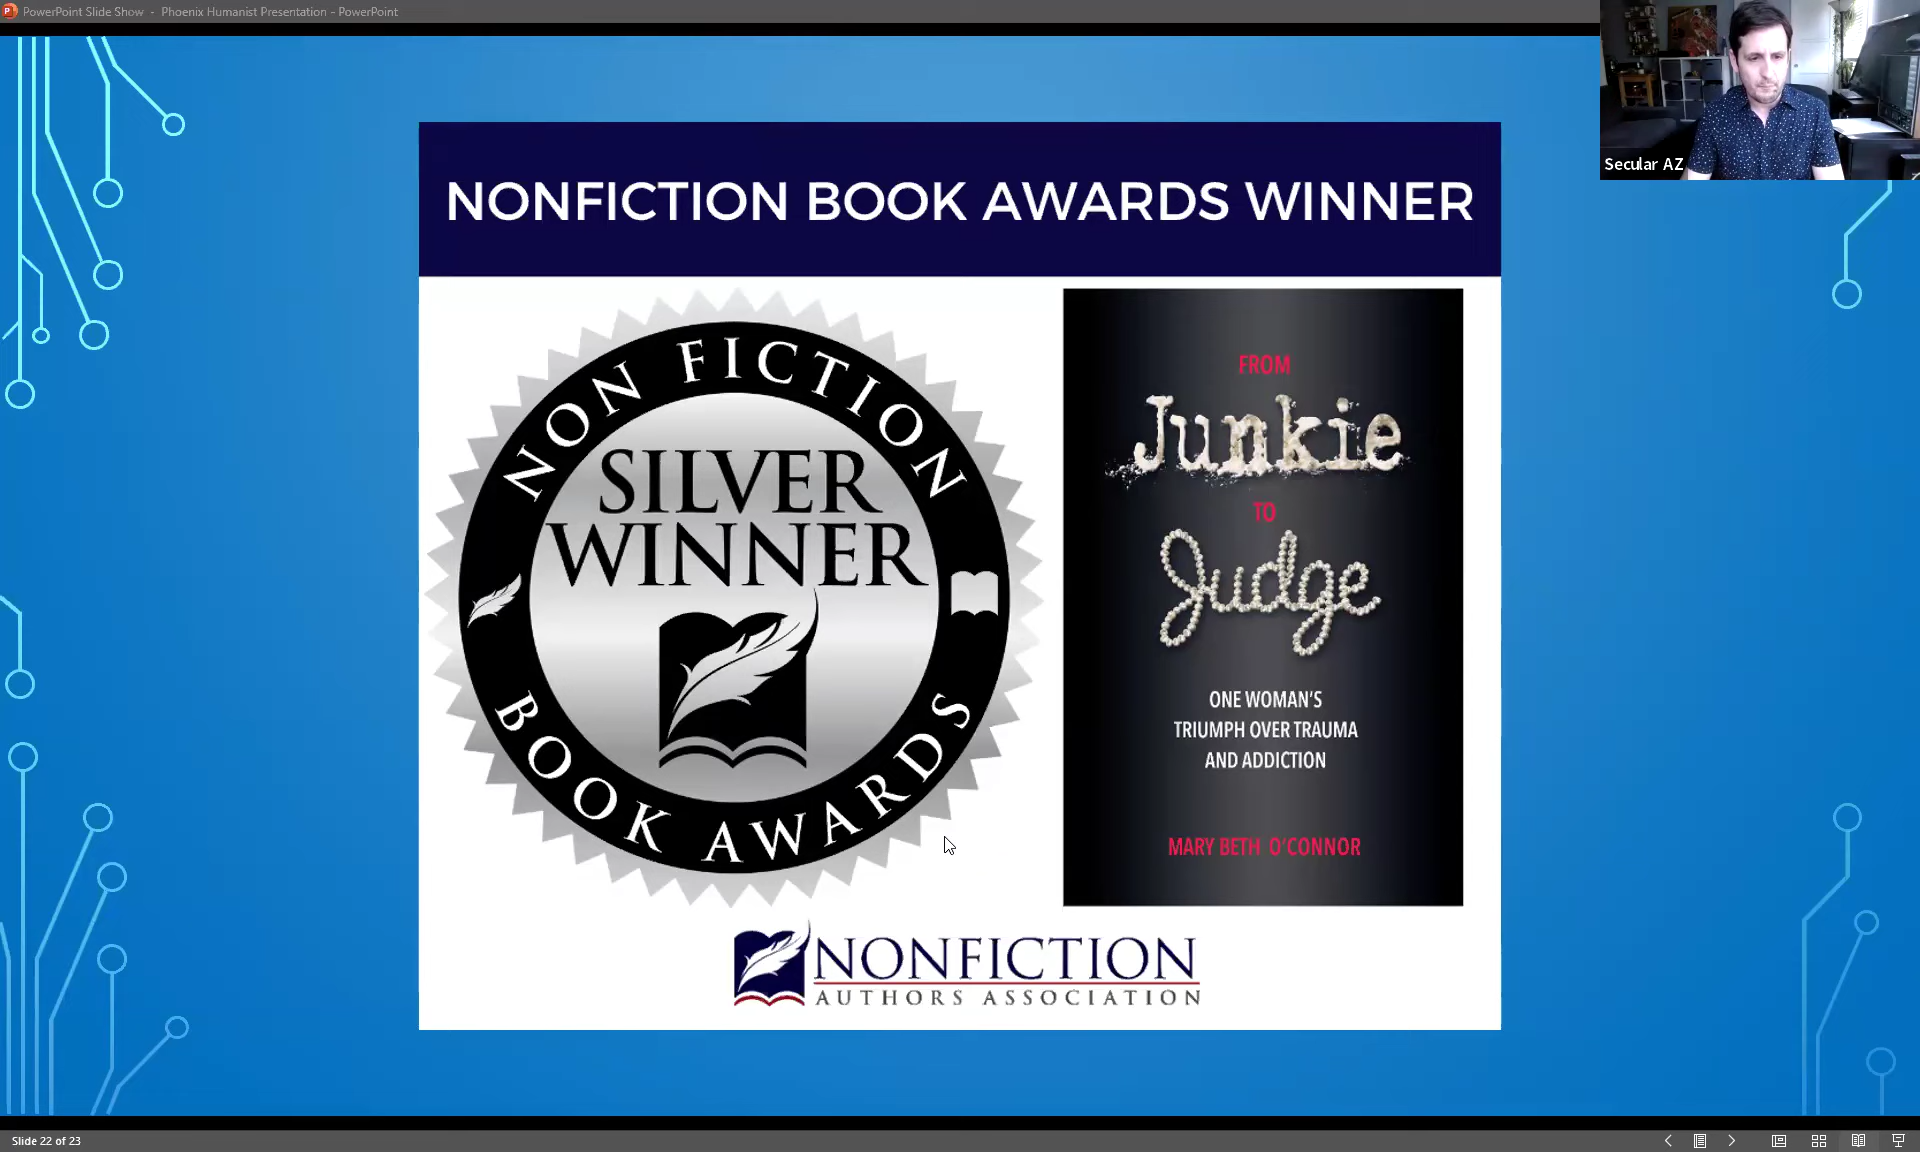 PowerPoint Slide Show - Phoenix Humanist Presentation - PowerPoint
Secular AZ
NONFICTION BOOK AWARDS WINNER
NON FICTION
SILVER
WINNER
BOOK AWARDS
FROM
Junkie
TO
Judge
ONE WOMAN'S
TRIUMPH OVER TRAUMA
AND ADDICTION
MARY BETH O'CONNOR
NONFICTION
AUTHORS ASSOCIATION
Slide 22 of 23